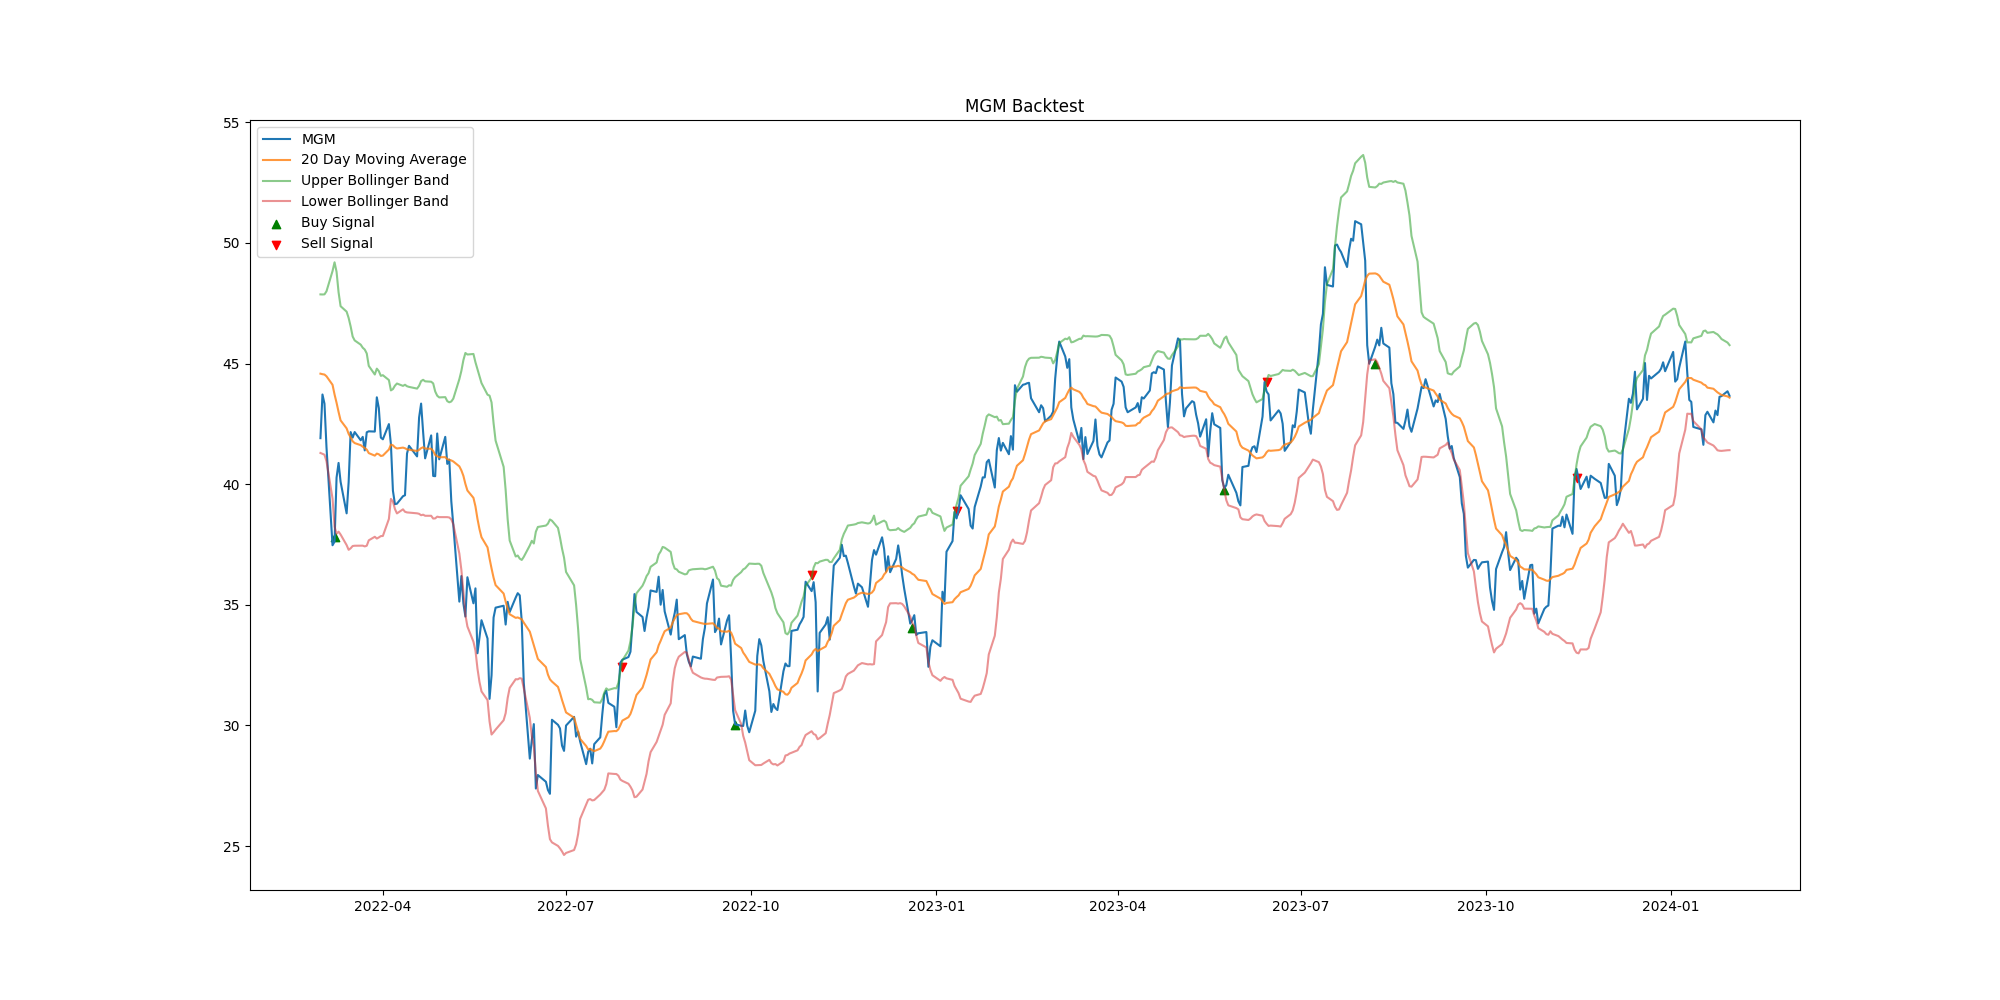 MGM Backtest
MGM
20 Day Moving Average
Upper Bollinger Band
Lower Bollinger Band
Buy Signal
Sell Signal
55
50
45
40
35
30
25
2022-04
2022-07
2022-10
2023-01
2023-04
2023-07
2023-10
2024-01